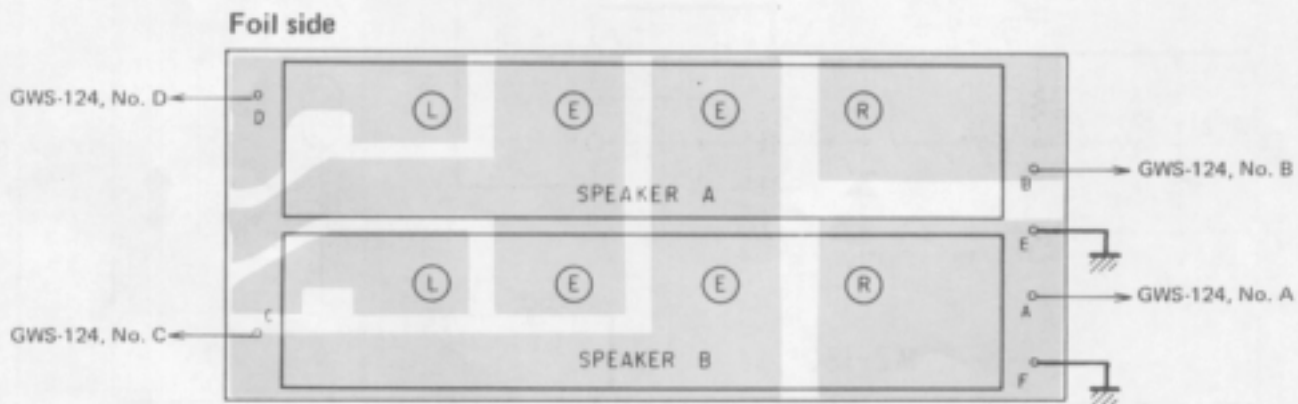 Foil side
GWS-124, No. D
D
L E E R
SPEAKER A
B
GWS-124, No. B
E
L E E R
A
GWS-124, No. A
C
GWS-124, No. C
SPEAKER B
F